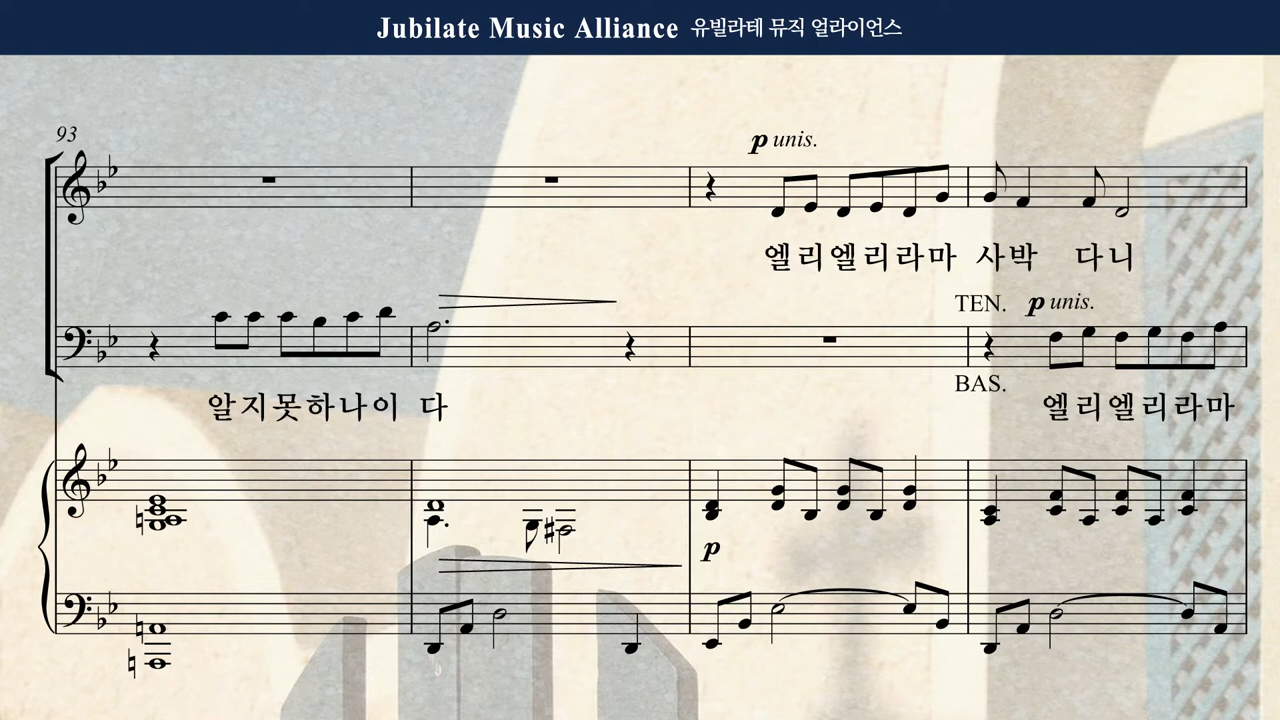 Jubilate Music Alliance 유빌라테 뮤직 얼라이언스
93
p unis.
엘리엘리라마 사박 다니
TEN. p unis.
BAS.
알지못하나이 다 엘리엘리라마
p